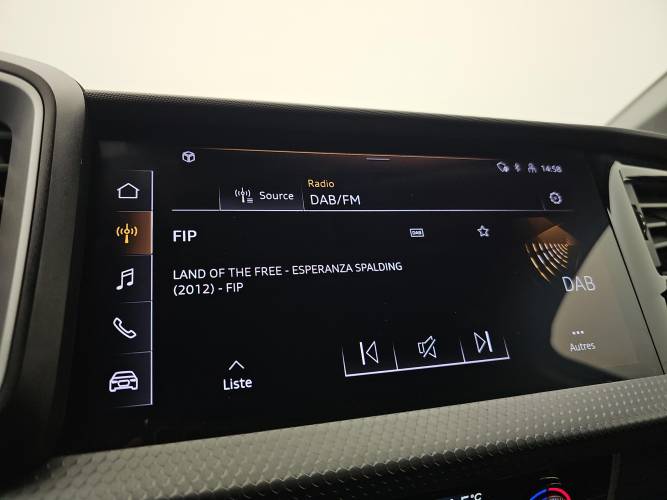 14:58
Source
Radio
DAB/FM
FIP
DAB
LAND OF THE FREE - ESPERANZA SPALDING
(2012) - FIP
DAB
Autres
Liste
°C